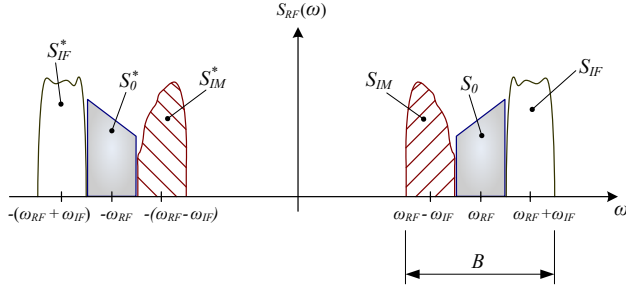 S_RF(ω)
S*_IF
S*_0
S*_IM
S_IM
S_0
S_IF
-(ω_RF + ω_IF)
-ω_RF
-(ω_RF - ω_IF)
ω_RF - ω_IF
ω_RF
ω_RF + ω_IF
ω
B